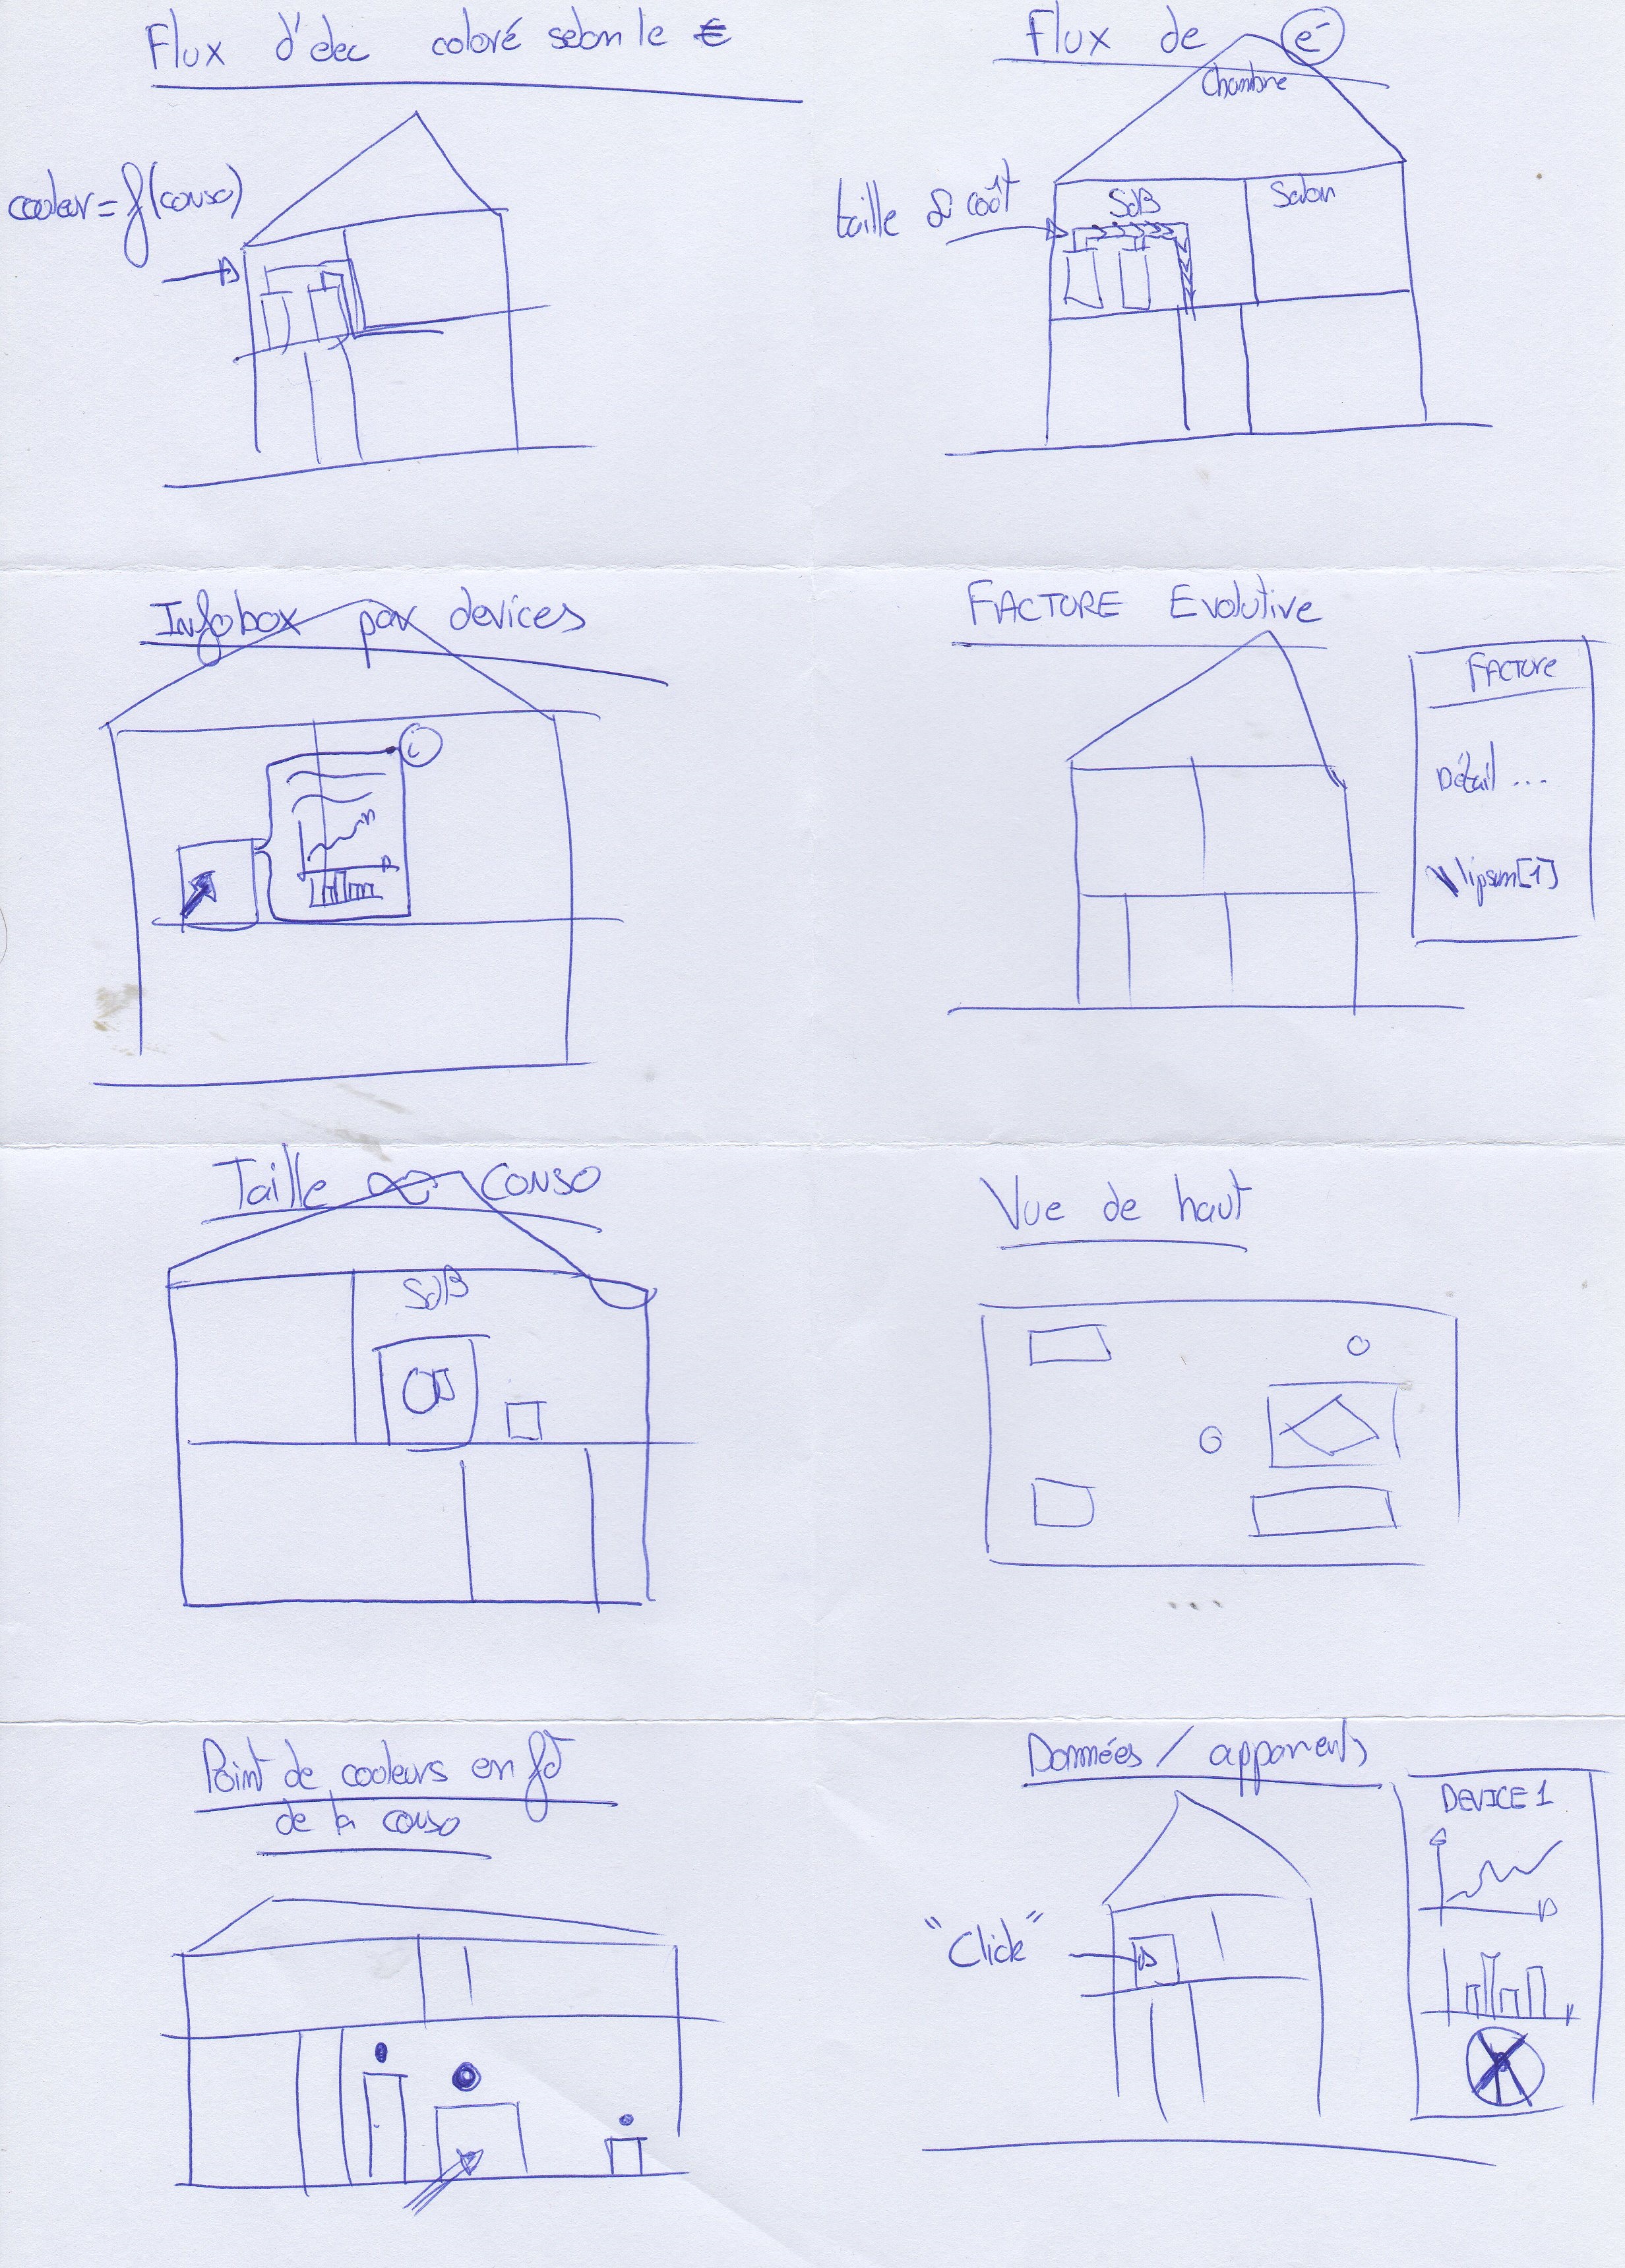 Flux d'élec coloré selon le €
couleur = f(conso)
Flux de e-
Chambre
SdB
Salon
taille ∝ coût
Infobox par devices
i
FACTURE Evolutive
FACTURE
Détail ...
lipsum[1]
Taille ∝ conso
SdB
Vue de haut
Point de couleurs en fct
de la conso
Données / appareils
"Click"
DEVICE 1